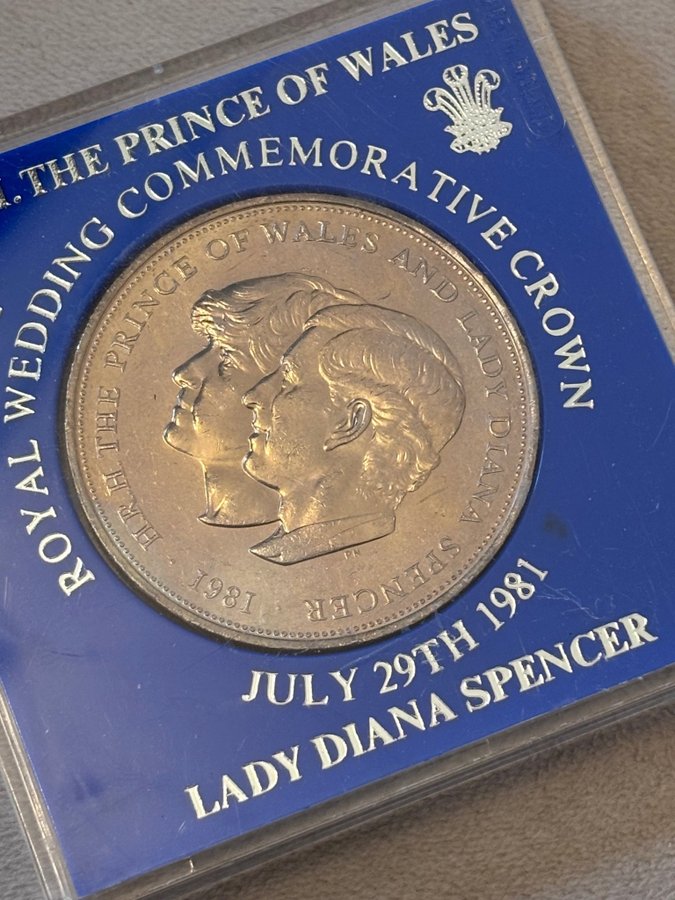 . THE PRINCE OF WALES
ROYAL WEDDING COMMEMORATIVE CROWN
· H·R·H THE PRINCE OF WALES AND LADY DIANA SPENCER
1981
JULY 29TH 1981
LADY DIANA SPENCER